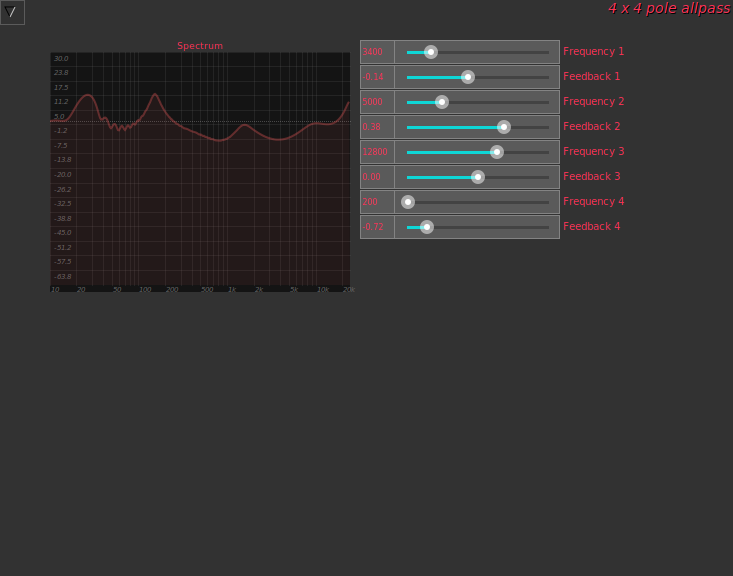 4 x 4 pole allpass
Spectrum
30.0
23.8
17.5
11.2
5.0
-1.2
-7.5
-13.8
-20.0
-26.2
-32.5
-38.8
-45.0
-51.2
-57.5
-63.8
10 20 50 100 200 500 1k 2k 5k 10k 20k
3400 Frequency 1
-0.14 Feedback 1
5000 Frequency 2
0.38 Feedback 2
12800 Frequency 3
0.00 Feedback 3
200 Frequency 4
-0.72 Feedback 4